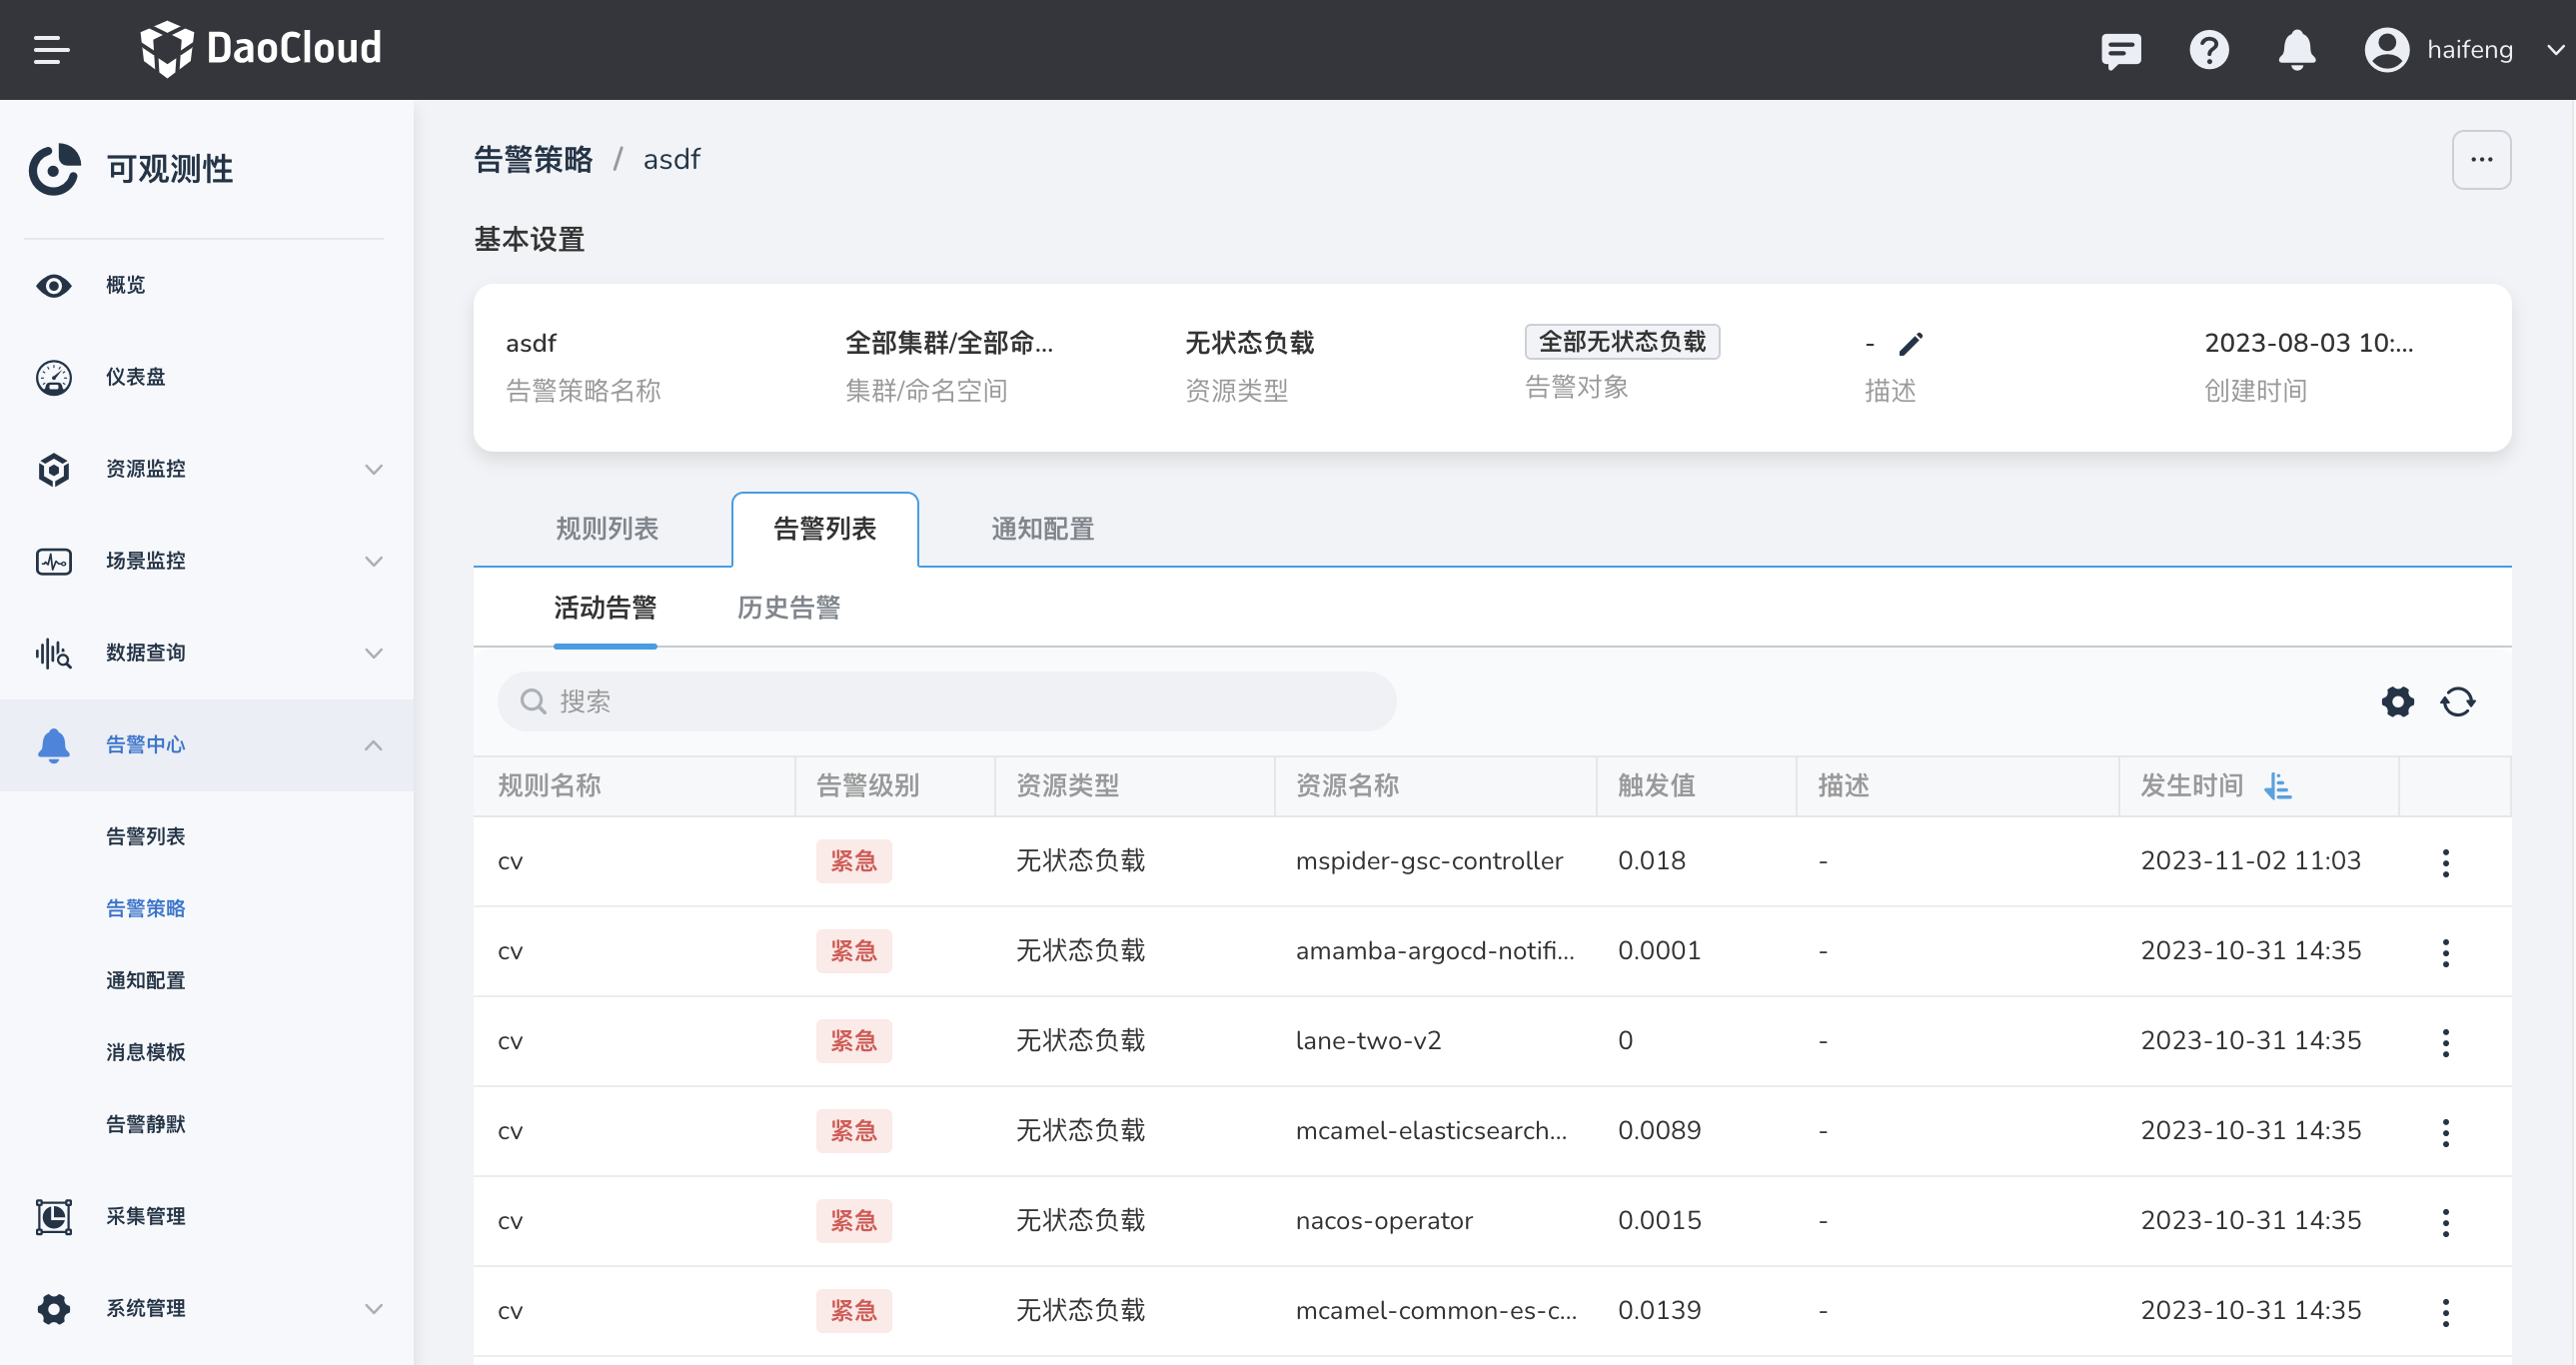 DaoCloud
haifeng
可观测性
概览
仪表盘
资源监控
场景监控
数据查询
告警中心
告警列表
告警策略
通知配置
消息模板
告警静默
采集管理
系统管理
告警策略 / asdf
基本设置
asdf 全部集群/全部命... 无状态负载 全部无状态负载 - 2023-08-03 10:...
告警策略名称 集群/命名空间 资源类型 告警对象 描述 创建时间
规则列表 告警列表 通知配置
活动告警 历史告警
搜索
规则名称 告警级别 资源类型 资源名称 触发值 描述 发生时间
cv 紧急 无状态负载 mspider-gsc-controller 0.018 - 2023-11-02 11:03
cv 紧急 无状态负载 amamba-argocd-notifi... 0.0001 - 2023-10-31 14:35
cv 紧急 无状态负载 lane-two-v2 0 - 2023-10-31 14:35
cv 紧急 无状态负载 mcamel-elasticsearch... 0.0089 - 2023-10-31 14:35
cv 紧急 无状态负载 nacos-operator 0.0015 - 2023-10-31 14:35
cv 紧急 无状态负载 mcamel-common-es-c... 0.0139 - 2023-10-31 14:35